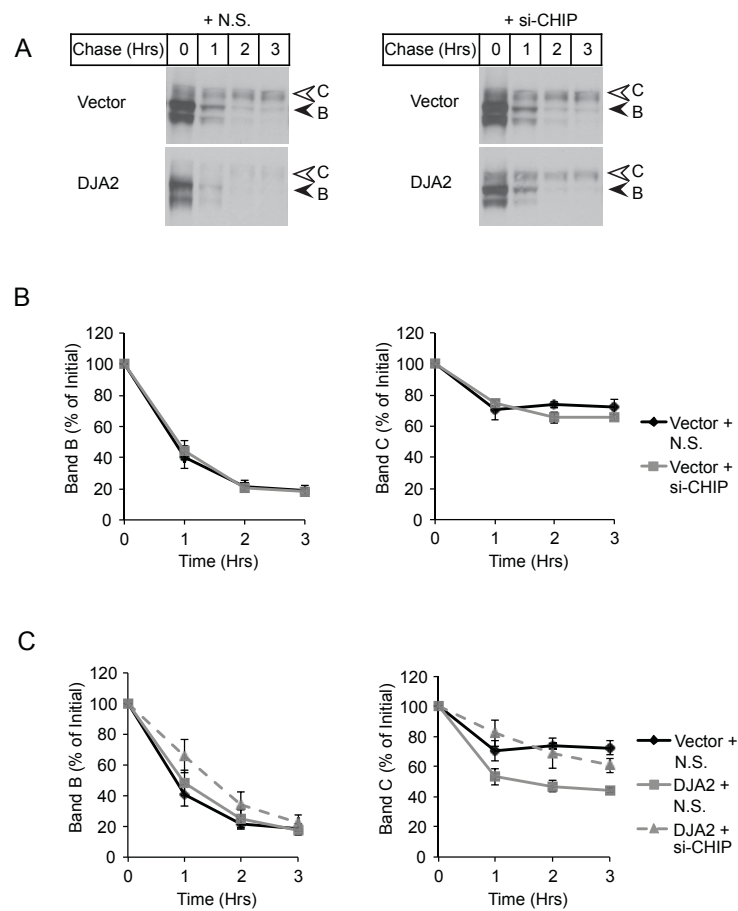 A
+ N.S.
Chase (Hrs) 0 1 2 3
Vector
C
B
DJA2
C
B
+ si-CHIP
Chase (Hrs) 0 1 2 3
Vector
C
B
DJA2
C
B
B
Band B (% of Initial)
120
100
80
60
40
20
0
0 1 2 3
Time (Hrs)
Band C (% of Initial)
120
100
80
60
40
20
0
0 1 2 3
Time (Hrs)
Vector +
N.S.
Vector +
si-CHIP
C
Band B (% of Initial)
120
100
80
60
40
20
0
0 1 2 3
Time (Hrs)
Band C (% of Initial)
120
100
80
60
40
20
0
0 1 2 3
Time (Hrs)
Vector +
N.S.
DJA2 +
N.S.
DJA2 +
si-CHIP